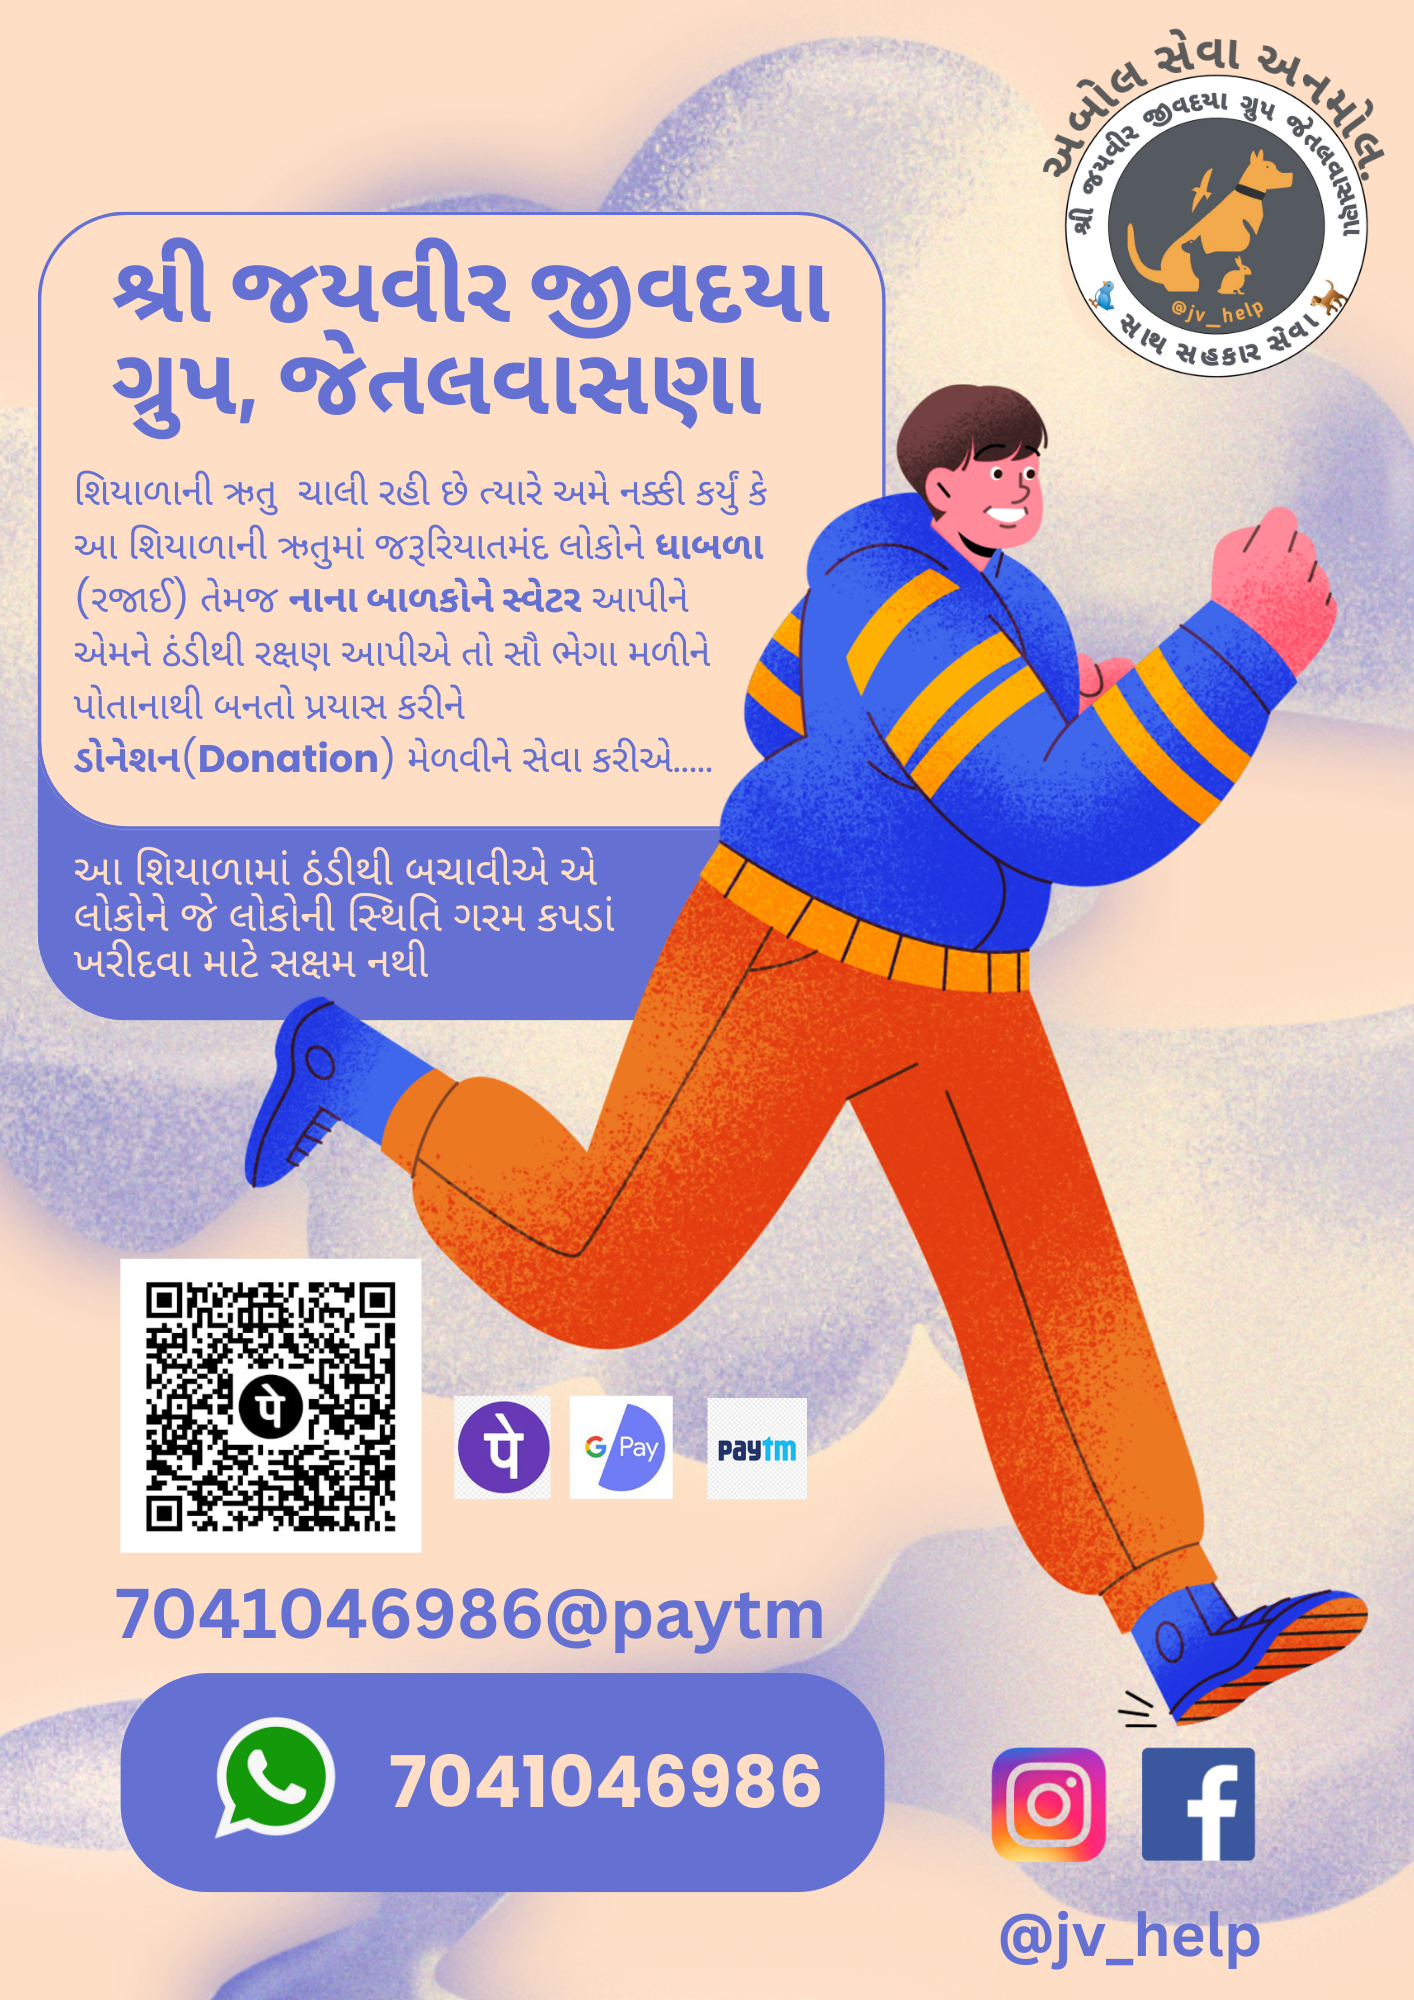 અબોલ સેવા અનમોલ.
શ્રી જયવીર જીવદયા ગ્રુપ જેતલવાસણા
@jv_help
સાથ સહકાર સેવા
શ્રી જયવીર જીવદયા
ગ્રુપ, જેતલવાસણા
શિયાળાની ઋતુ ચાલી રહી છે ત્યારે અમે નક્કી કર્યું કે
આ શિયાળાની ઋતુમાં જરૂરિયાતમંદ લોકોને ધાબળા
(રજાઈ) તેમજ નાના બાળકોને સ્વેટર આપીને
એમને ઠંડીથી રક્ષણ આપીએ તો સૌ ભેગા મળીને
પોતાનાથી બનતો પ્રયાસ કરીને
ડોનેશન(Donation) મેળવીને સેવા કરીએ.....
આ શિયાળામાં ઠંડીથી બચાવીએ એ
લોકોને જે લોકોની સ્થિતિ ગરમ કપડાં
ખરીદવા માટે સક્ષમ નથી
पे
पे
G Pay
paytm
7041046986@paytm
7041046986
@jv_help